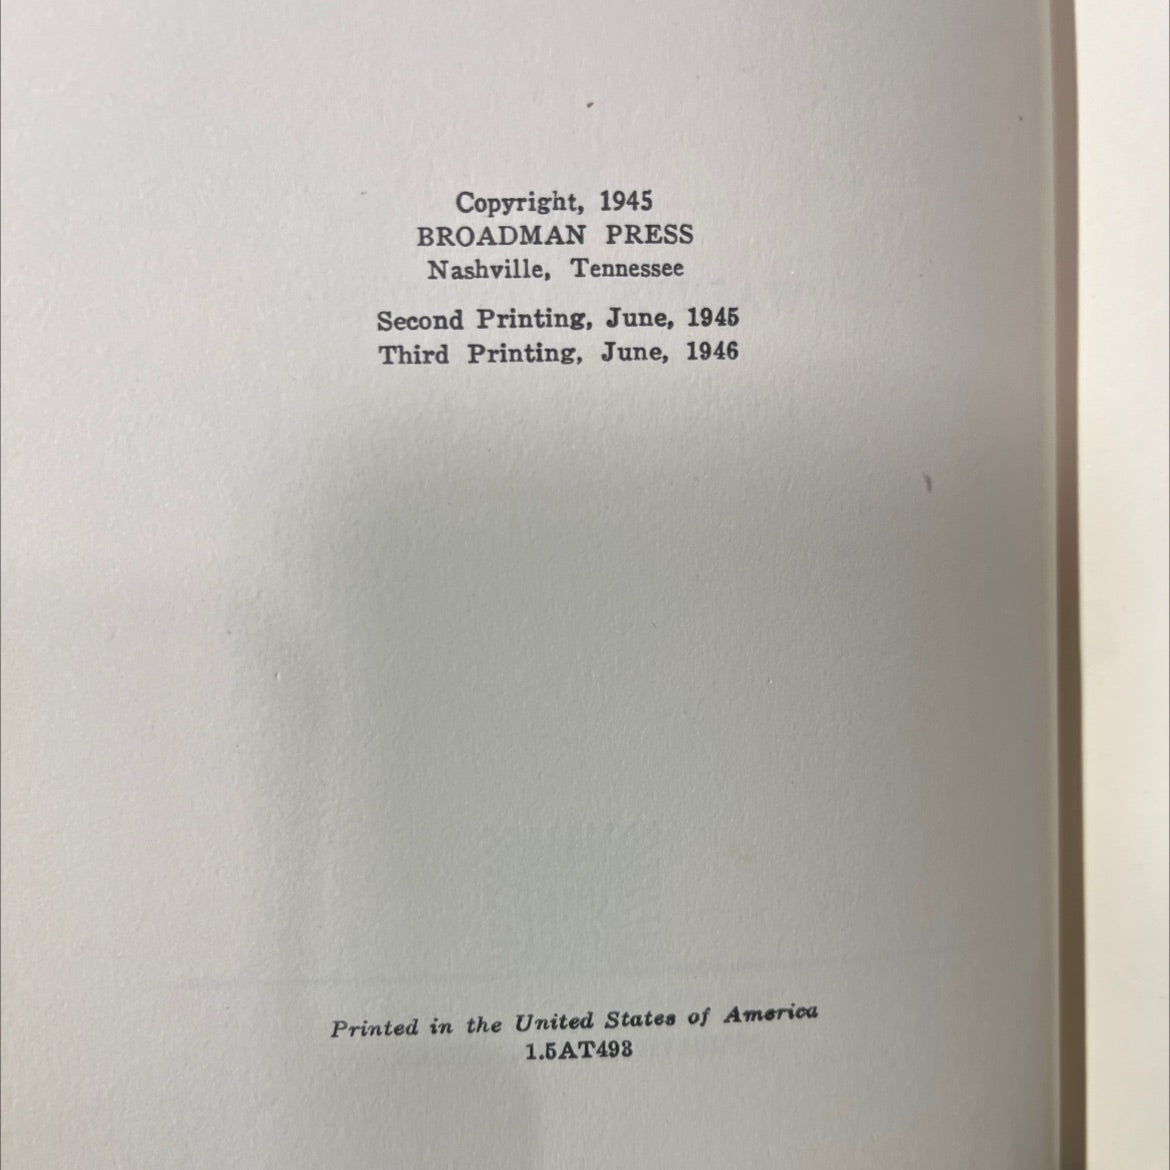 Copyright, 1945
BROADMAN PRESS
Nashville, Tennessee
Second Printing, June, 1945
Third Printing, June, 1946
Printed in the United States of America
1.5AT493